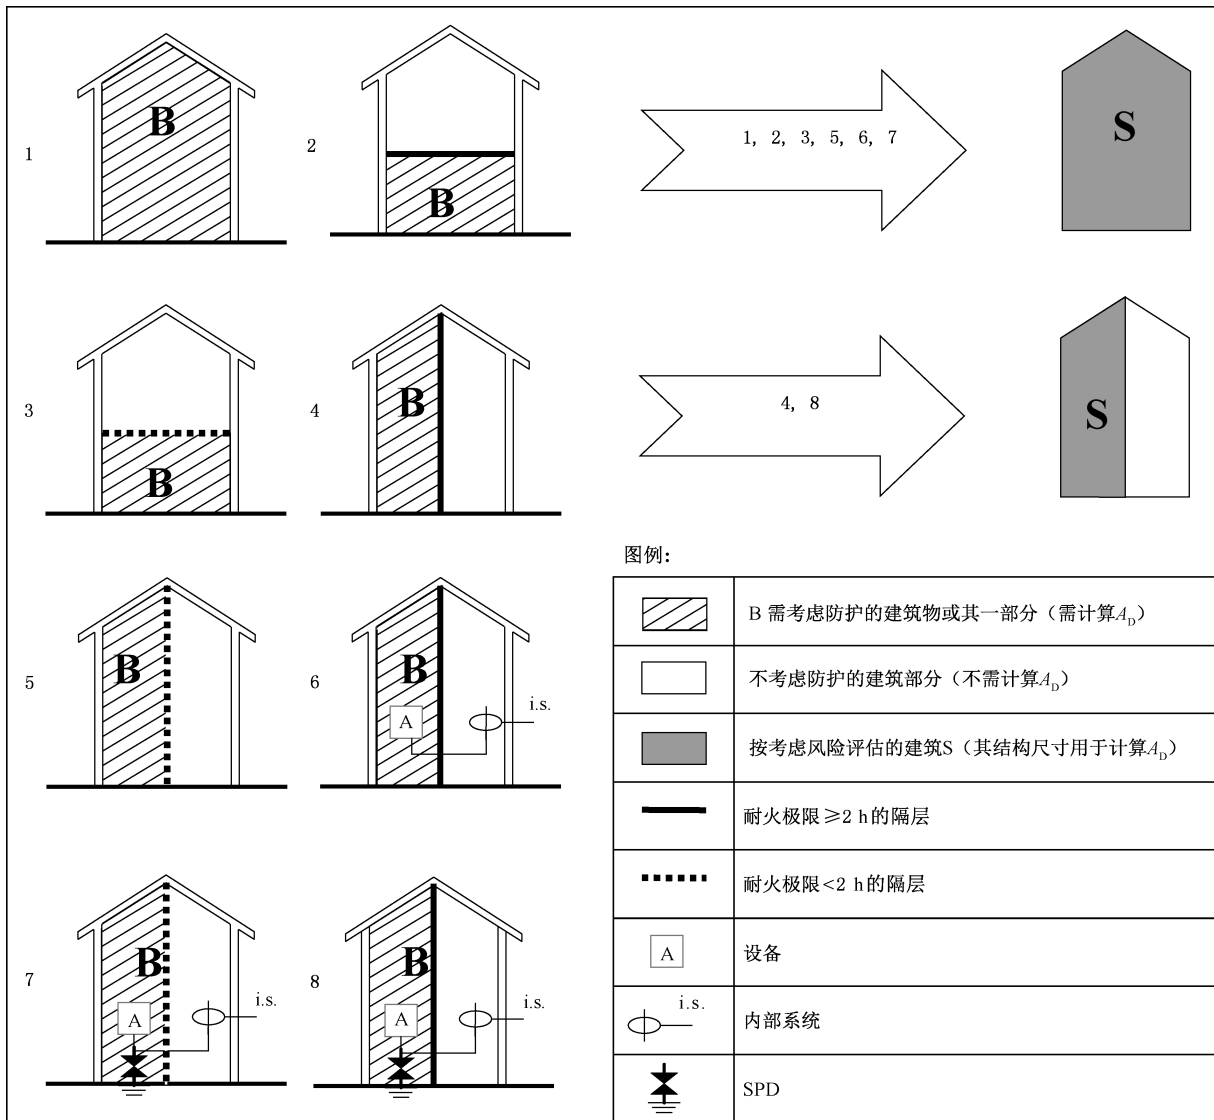 1
B
2
B
1, 2, 3, 5, 6, 7
S
3
B
4
B
4, 8
S
图例:
5
B
6
B
A
i.s.
7
B
A
i.s.
8
B
A
i.s.
B 需考虑防护的建筑物或其一部分（需计算AD）
不考虑防护的建筑部分（不需计算AD）
按考虑风险评估的建筑S（其结构尺寸用于计算AD）
耐火极限≥2 h的隔层
耐火极限<2 h的隔层
A 设备
i.s. 内部系统
SPD